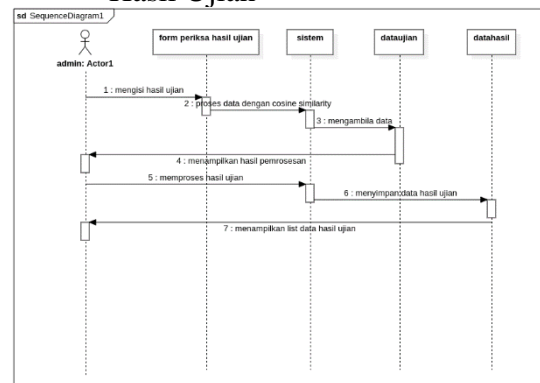 Hasil Ujian
sd SequenceDiagram1
form periksa hasil ujian
sistem
dataujian
datahasil
admin: Actor1
1 : mengisi hasil ujian
2 : proses data dengan cosine similarity
3 : mengambila data
4 : menampilkan hasil pemrosesan
5 : memproses hasil ujian
6 : menyimpan data hasil ujian
7 : menampilkan list data hasil ujian